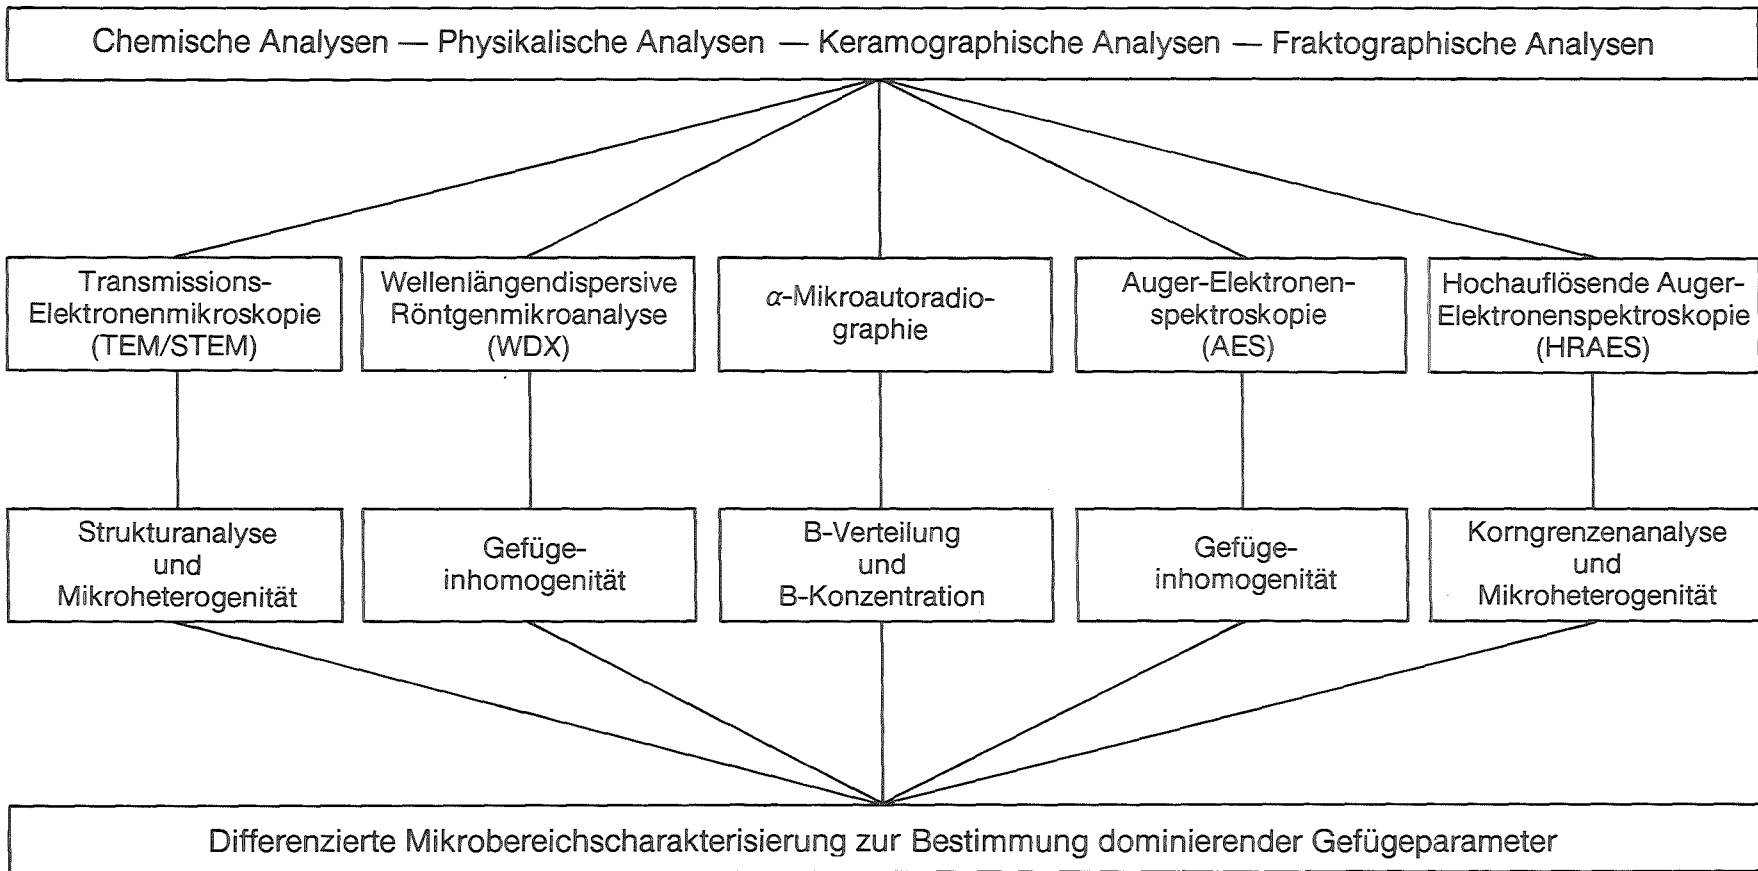 Chemische Analysen — Physikalische Analysen — Keramographische Analysen — Fraktographische Analysen
Transmissions-
Elektronenmikroskopie
(TEM/STEM)
Wellenlängendispersive
Röntgenmikroanalyse
(WDX)
α-Mikroautoradio-
graphie
Auger-Elektronen-
spektroskopie
(AES)
Hochauflösende Auger-
Elektronenspektroskopie
(HRAES)
Strukturanalyse
und
Mikroheterogenität
Gefüge-
inhomogenität
B-Verteilung
und
B-Konzentration
Gefüge-
inhomogenität
Korngrenzenanalyse
und
Mikroheterogenität
Differenzierte Mikrobereichscharakterisierung zur Bestimmung dominierender Gefügeparameter